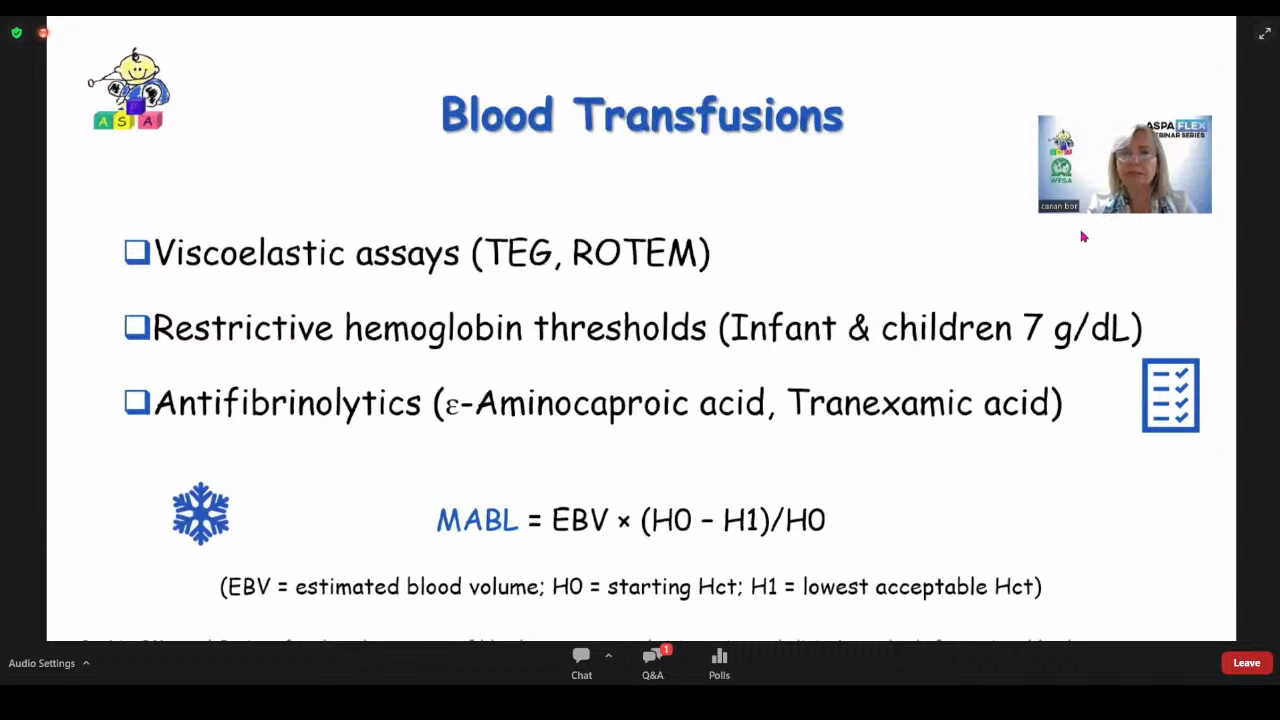 A S P A
Blood Transfusions
ASPA FLEX
WEBINAR SERIES
WFSA
canan bor
Viscoelastic assays (TEG, ROTEM)
Restrictive hemoglobin thresholds (Infant & children 7 g/dL)
Antifibrinolytics (ε-Aminocaproic acid, Tranexamic acid)
MABL = EBV × (H0 – H1)/H0
(EBV = estimated blood volume; H0 = starting Hct; H1 = lowest acceptable Hct)
Audio Settings
Chat
1
Q&A
Polls
Leave